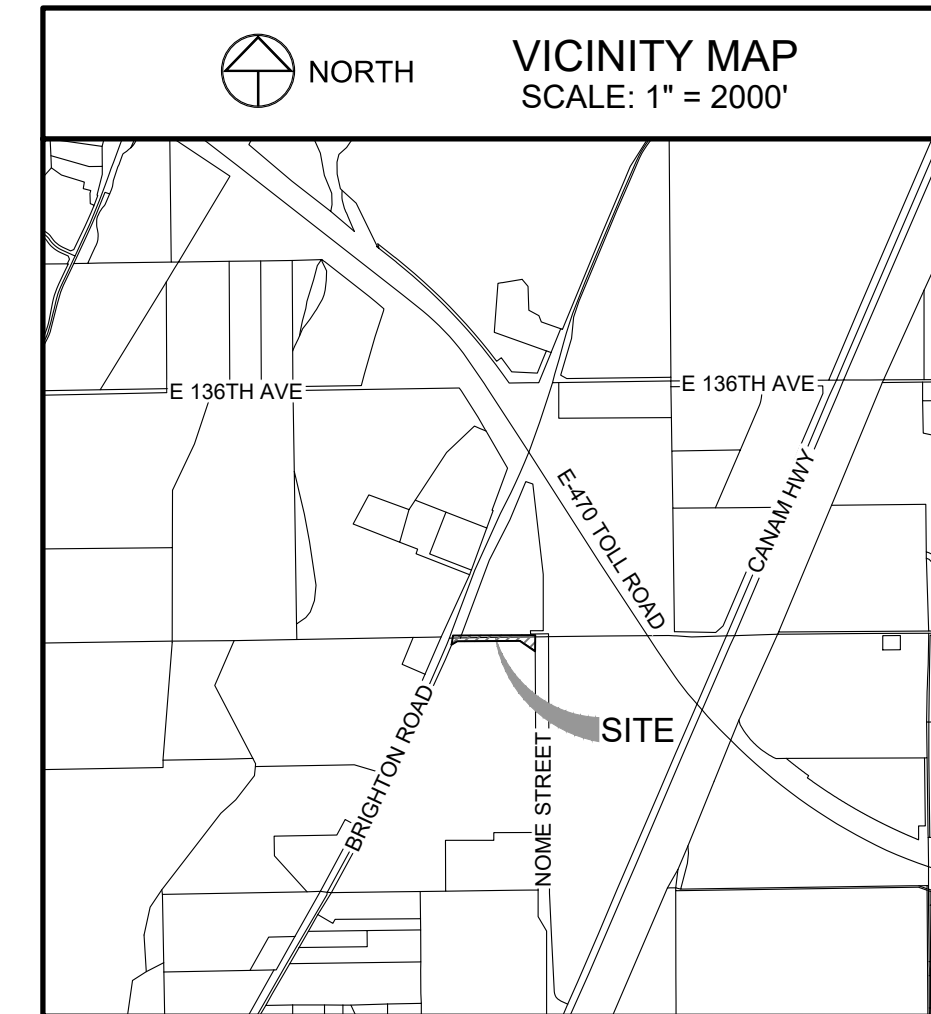 NORTH
VICINITY MAP
SCALE: 1" = 2000'
E 136TH AVE
E 136TH AVE
E-470 TOLL ROAD
CANAM HWY
BRIGHTON ROAD
SITE
NOME STREET